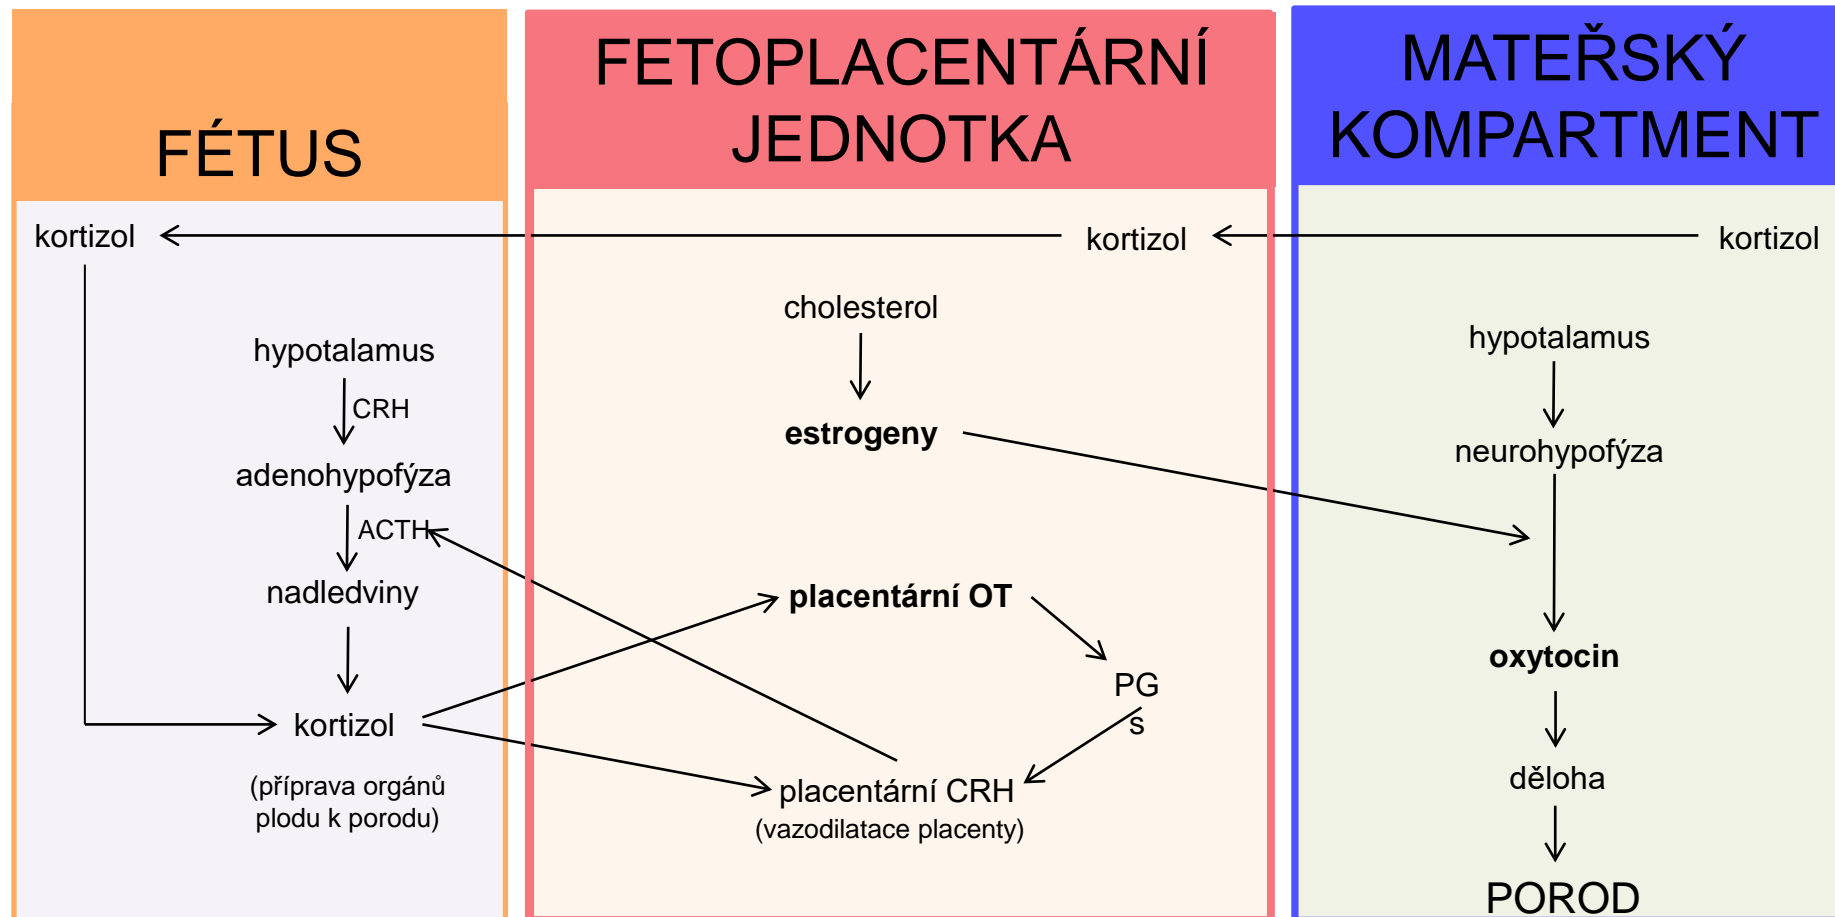 FÉTUS
kortizol
hypotalamus
CRH
adenohypofýza
ACTH
nadledviny
kortizol
(příprava orgánů
plodu k porodu)
FETOPLACENTÁRNÍ
JEDNOTKA
kortizol
cholesterol
estrogeny
placentární OT
PG
s
placentární CRH
(vazodilatace placenty)
MATEŘSKÝ
KOMPARTMENT
kortizol
hypotalamus
neurohypofýza
oxytocin
děloha
POROD